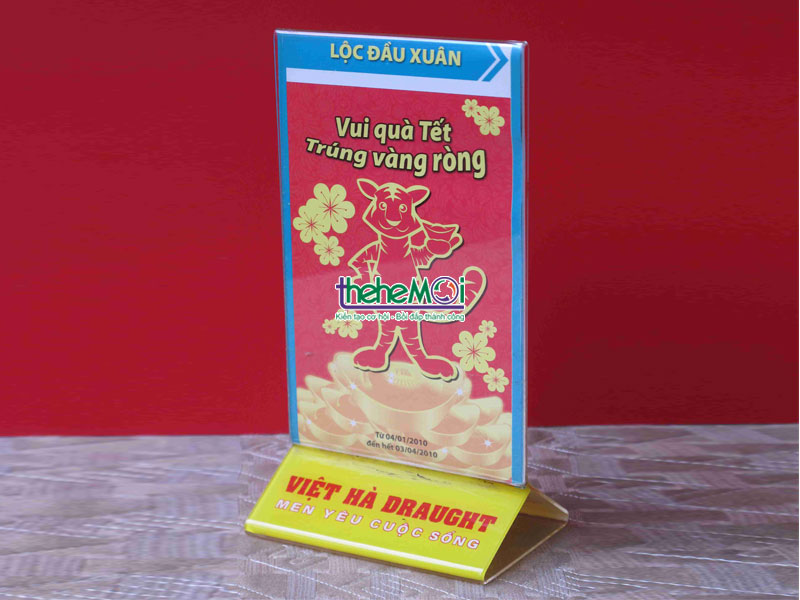 LỘC ĐẦU XUÂN
Vui quà Tết
Trúng vàng ròng
theheMOI
Kiến tạo cơ hội - Bồi đắp thành công
Từ 04/01/2010
đến hết 03/04/2010
VIỆT HÀ DRAUGHT
MEN YÊU CUỘC SỐNG